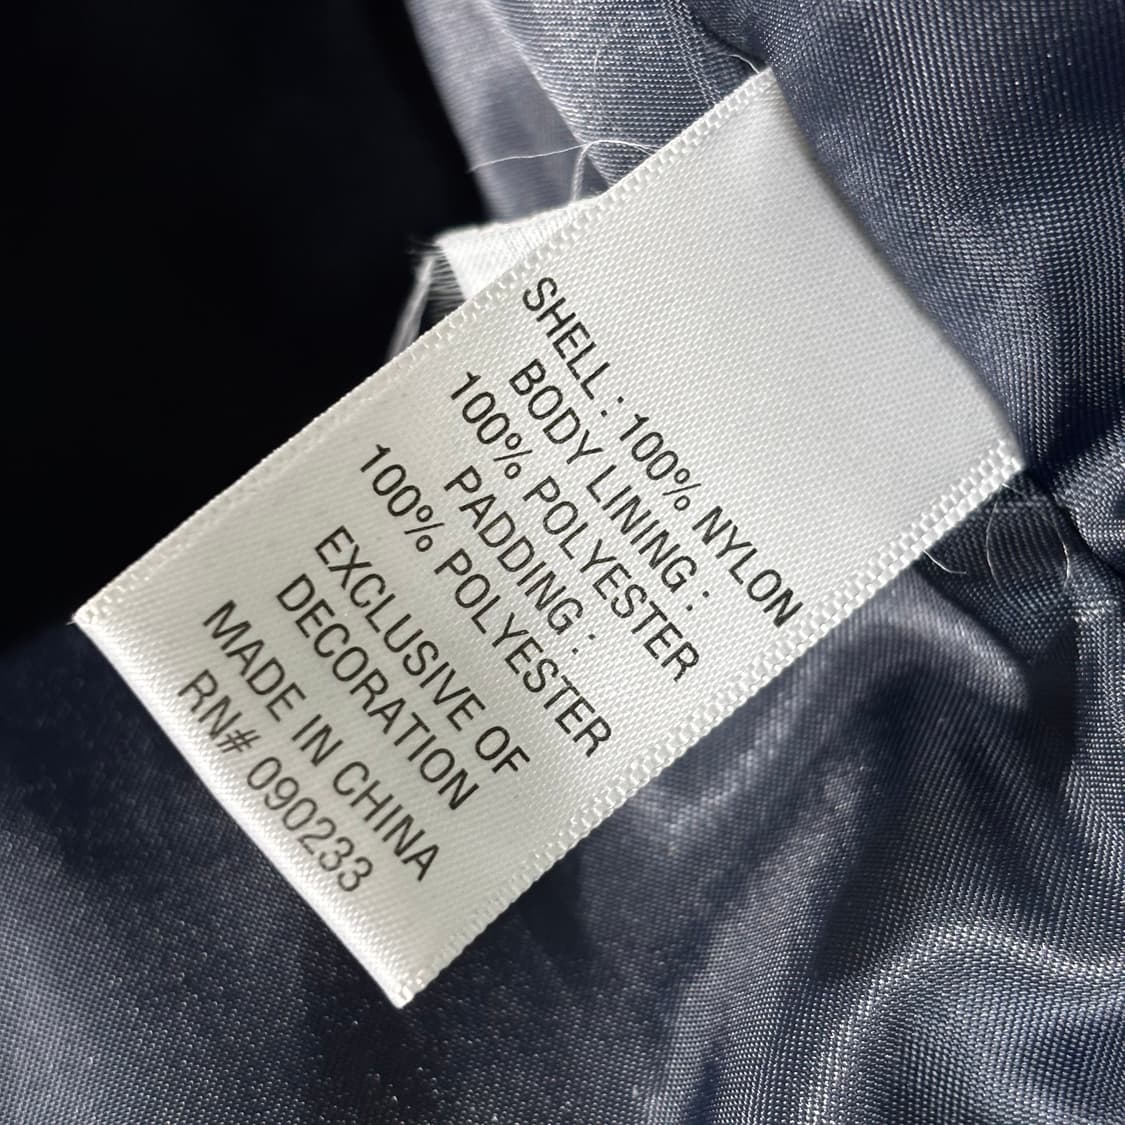 SHELL : 100% NYLON
BODY LINING :
100% POLYESTER
PADDING :
100% POLYESTER
EXCLUSIVE OF
DECORATION
MADE IN CHINA
RN# 090233